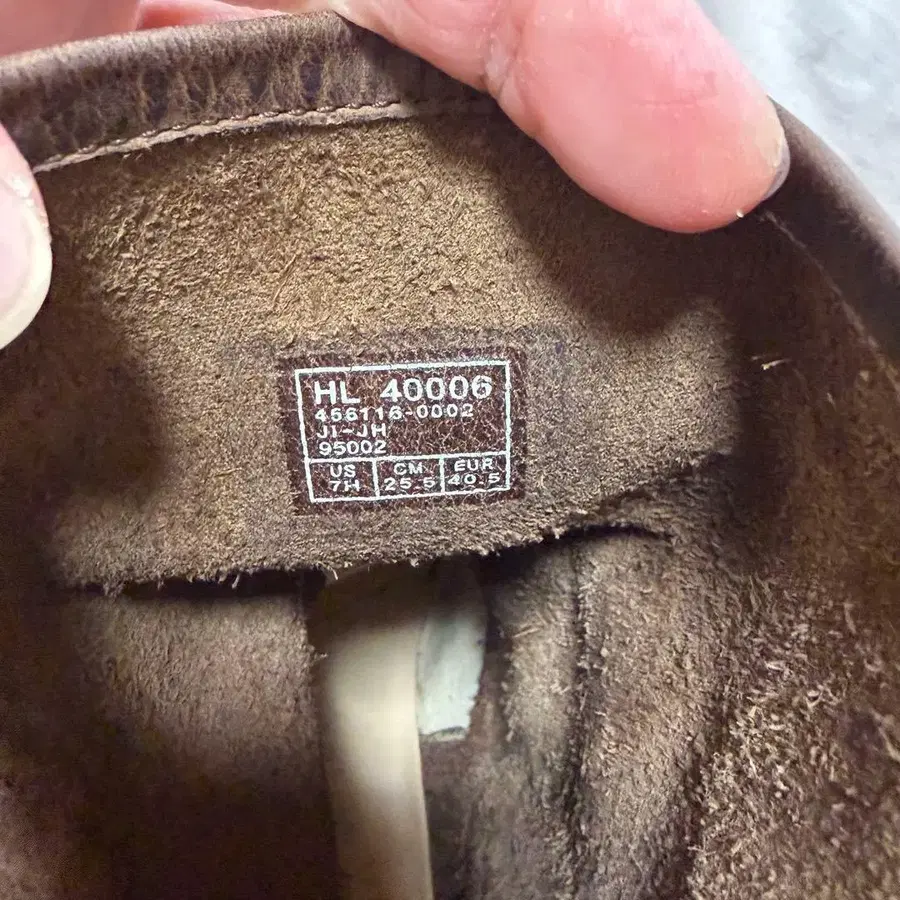 HL 40006
456116-0002
JI-JH
95002
US CM EUR
7H 25.5 40.5